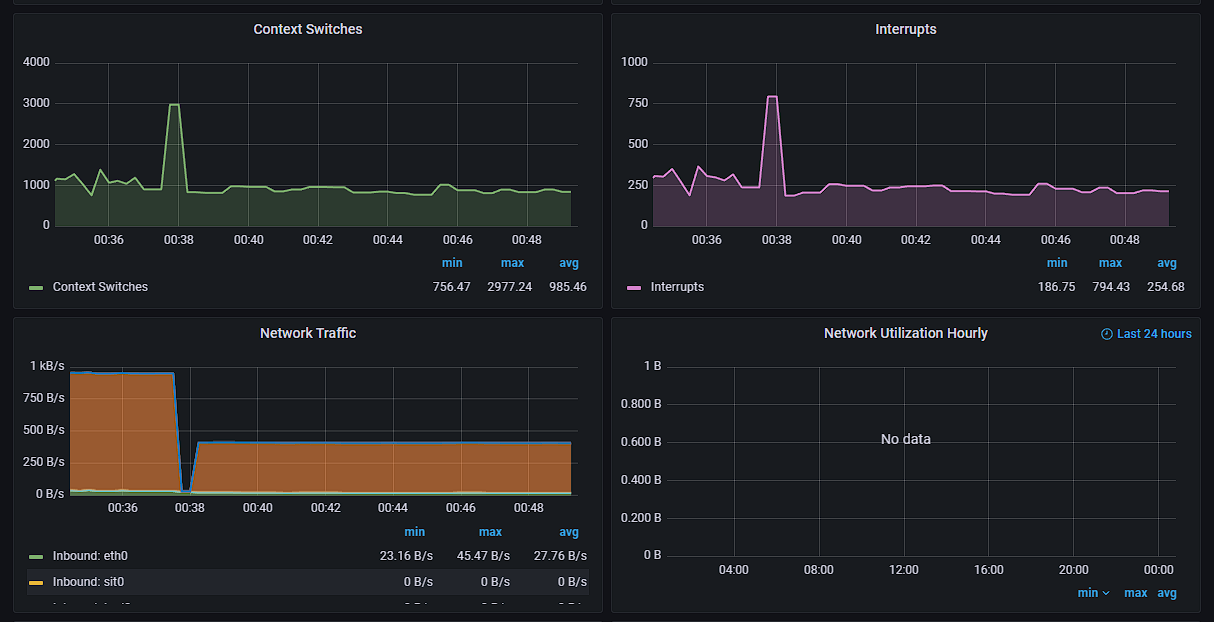 Context Switches
4000
3000
2000
1000
0
00:36 00:38 00:40 00:42 00:44 00:46 00:48
min max avg
Context Switches 756.47 2977.24 985.46
Interrupts
1000
750
500
250
0
00:36 00:38 00:40 00:42 00:44 00:46 00:48
min max avg
Interrupts 186.75 794.43 254.68
Network Traffic
1 kB/s
750 B/s
500 B/s
250 B/s
0 B/s
00:36 00:38 00:40 00:42 00:44 00:46 00:48
min max avg
Inbound: eth0 23.16 B/s 45.47 B/s 27.76 B/s
Inbound: sit0 0 B/s 0 B/s 0 B/s
Network Utilization Hourly
Last 24 hours
1 B
0.800 B
0.600 B
No data
0.400 B
0.200 B
0 B
04:00 08:00 12:00 16:00 20:00 00:00
min max avg